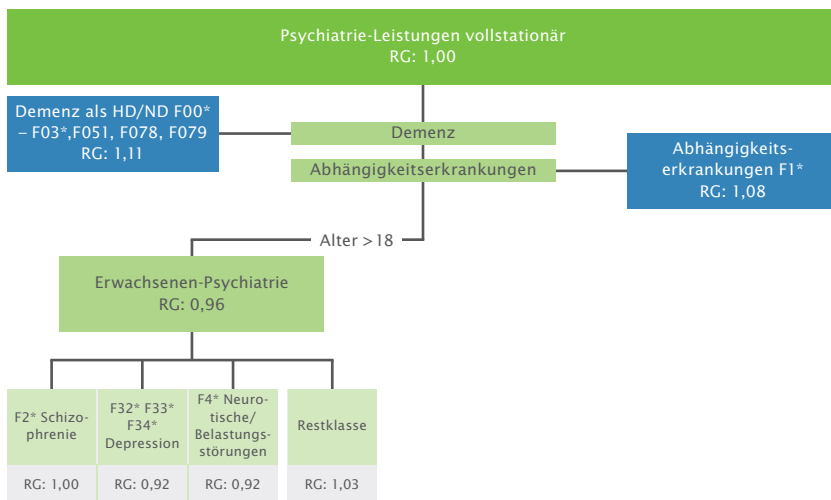 Psychiatrie-Leistungen vollstationär
RG: 1,00
Demenz als HD/ND F00*
– F03*,F051, F078, F079
RG: 1,11
Demenz
Abhängigkeitserkrankungen
Abhängigkeits-
erkrankungen F1*
RG: 1,08
Alter >18
Erwachsenen-Psychiatrie
RG: 0,96
F2* Schizo-
phrenie
F32* F33*
F34*
Depression
F4* Neuro-
tische/
Belastungs-
störungen
Restklasse
RG: 1,00
RG: 0,92
RG: 0,92
RG: 1,03